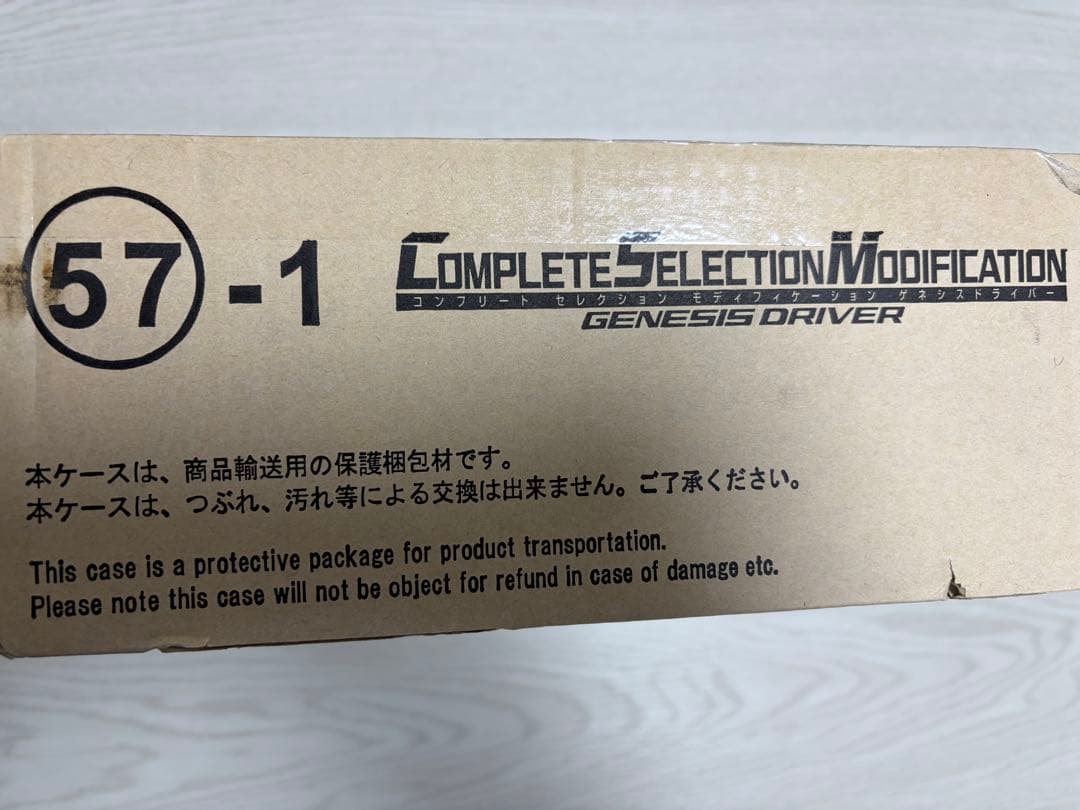 57-1
COMPLETE SELECTION MODIFICATION
コンプリート セレクション モディフィケーション ゲネシスドライバー
GENESIS DRIVER
本ケースは、商品輸送用の保護梱包材です。
本ケースは、つぶれ、汚れ等による交換は出来ません。ご了承ください。
This case is a protective package for product transportation.
Please note this case will not be object for refund in case of damage etc.